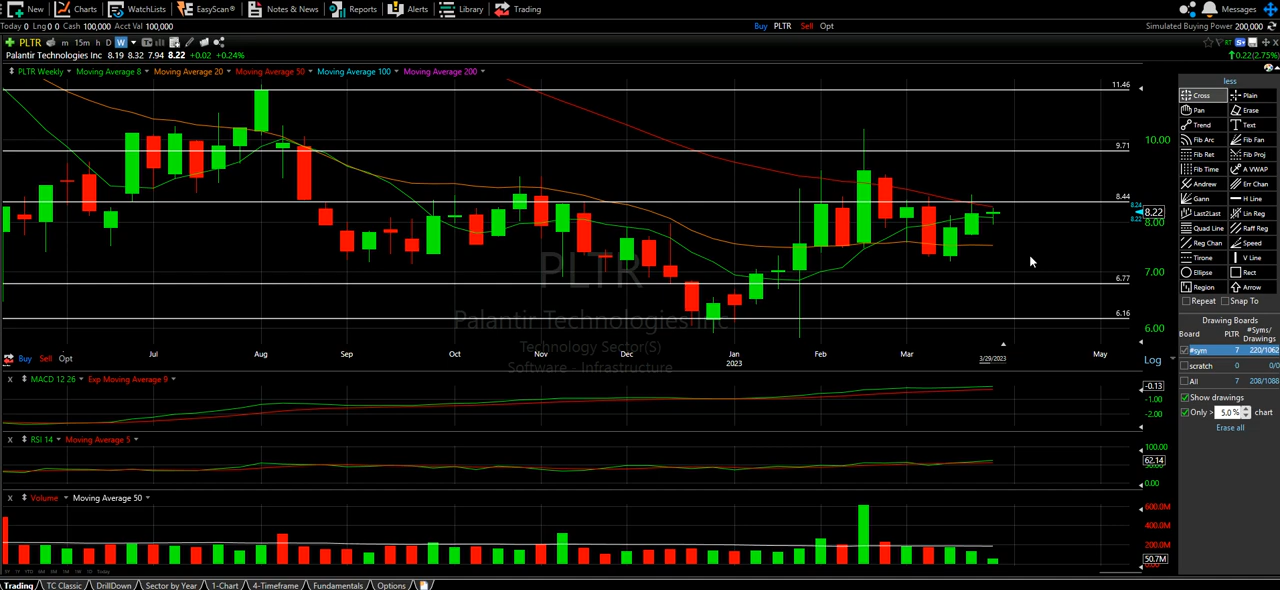 New Charts WatchLists EasyScan® Notes & News Reports Alerts Library Trading Messages
Today 0 Lng 0 0 Cash 100,000 Acct Val 100,000 Buy PLTR Sell Opt Simulated Buying Power 200,000
PLTR m 15m h D W
Palantir Technologies Inc 8.19 8.32 7.94 8.22 +0.02 +0.24% 0.22(2.75%)
PLTR Weekly Moving Average 8 Moving Average 20 Moving Average 50 Moving Average 100 Moving Average 200
less
11.46
Cross Plain
Pan Erase
Trend Text
10.00
Fib Arc Fib Fan
9.71
Fib Ret Fib Proj
Fib Time A VWAP
Andrew Err Chan
8.44
Gann H Line
8.24
8.22
8.22
8.00
Last2Last Lin Reg
Quad Line Raff Reg
Reg Chan Speed
Tirone V Line
PLTR
7.00
Ellipse Rect
6.77
Region Arrow
Repeat Snap To
6.16
Palantir Technologies Inc
6.00
Drawing Boards
Board PLTR #Syms/
Drawings
Technology Sector(S)
#sym 7 220/1062
Jul Aug Sep Oct Nov Dec Jan Feb Mar May
2023 3/29/2023
Buy Sell Opt
Log
Software - Infrastructure
scratch 0 0/0
All 7 208/1088
X MACD 12 26 Exp Moving Average 9
-0.13
-1.00
-2.00
Show drawings
Only > 5.0 % chart
Erase all
X RSI 14 Moving Average 5
100.00
62.14
0.00
X Volume Moving Average 50
600.0M
400.0M
200.0M
50.7M
Trading TC Classic DrillDown Sector by Year 1-Chart 4-Timeframe Fundamentals Options